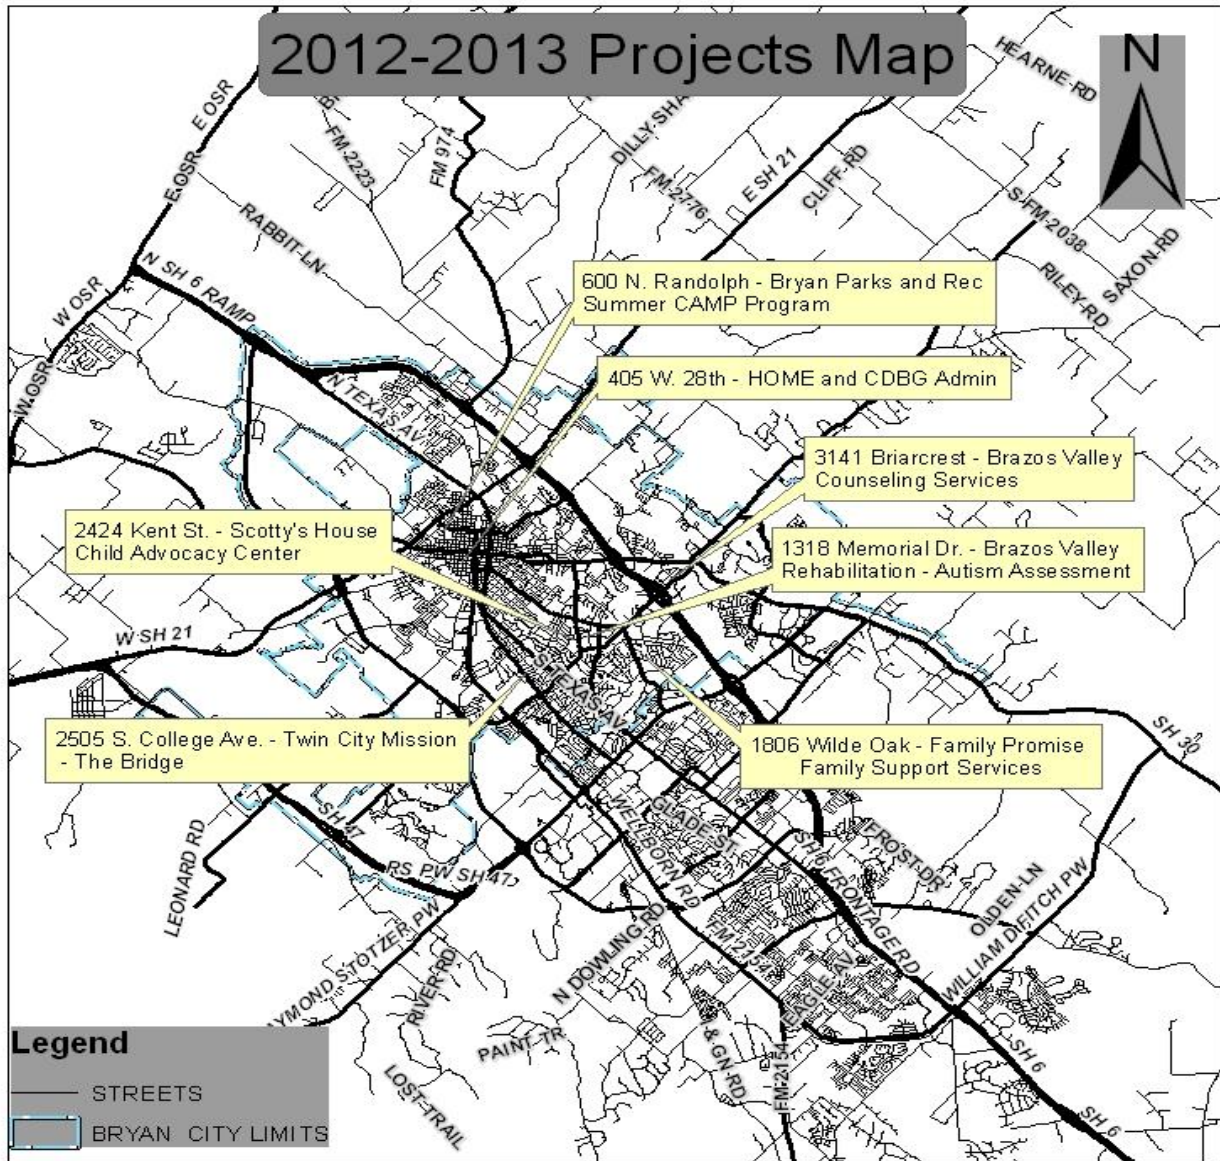 2012-2013 Projects Map
N
HEARNE RD
E OSR
E OSR
FM 2223
FM 974
FM 2776
E SH 21
CLIFF RD
S FM 2038
SAXON RD
RILEY RD
RABBIT LN
N SH 6 RAMP
W OSR
W OSR
600 N. Randolph - Bryan Parks and Rec
Summer CAMP Program
405 W. 28th - HOME and CDBG Admin
N TEXAS AV
3141 Briarcrest - Brazos Valley
Counseling Services
2424 Kent St. - Scotty's House
Child Advocacy Center
1318 Memorial Dr. - Brazos Valley
Rehabilitation - Autism Assessment
W SH 21
S TEXAS AV
2505 S. College Ave. - Twin City Mission
- The Bridge
1806 Wilde Oak - Family Promise
Family Support Services
SH 30
SH 47
LEONARD RD
RS PW SH 47
WELLBORN RD
GLADE ST
SH 6 FRONTAGE RD
FROST DR
OLDEN LN
WILLIAM D FITCH PW
RIVER RD
N DOWLING RD
FM 2154
EAGLE AV
PAINT TR
FM 2154
SH 6
SH 6
LOST TRAIL
Legend
STREETS
BRYAN CITY LIMITS